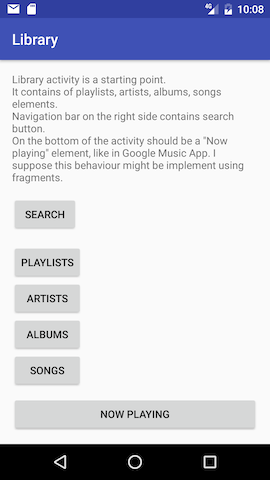 4G 10:08
Library
Library activity is a starting point.
It contains of playlists, artists, albums, songs
elements.
Navigation bar on the right side contains search
button.
On the bottom of the activity should be a "Now
playing" element, like in Google Music App. I
suppose this behaviour might be implement using
fragments.
SEARCH
PLAYLISTS
ARTISTS
ALBUMS
SONGS
NOW PLAYING